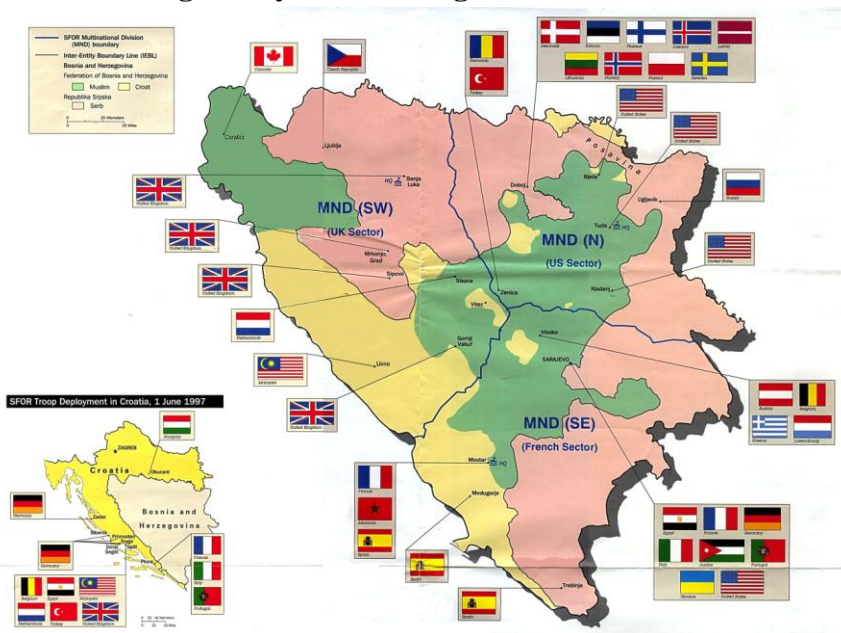 SFOR Multinational Division
(MND) boundary
Inter-Entity Boundary Line (IEBL)
Bosnia and Herzegovina
Federation of Bosnia and Herzegovina
Muslim
Croat
Republika Srpska
Serb
Canada
Czech Republic
Romania
Turkey
Denmark
Estonia
Finland
Iceland
Latvia
Lithuania
Norway
Poland
Sweden
United States
United States
Russia
United States
United Kingdom
United Kingdom
United Kingdom
Netherlands
Malaysia
United Kingdom
Coralici
Ljubija
HQ
Banja
Luka
MND (SW)
(UK Sector)
Mrkonjic
Grad
Sipovo
Doboj
Posavina
Ugljevik
Tuzla
HQ
MND (N)
(US Sector)
Kladanj
Zenica
Vitez
Gornji
Vakuf
Livno
Visoko
SARAJEVO
MND (SE)
(French Sector)
Mostar
HQ
Medugorje
Trebinje
Austria
Belgium
Greece
Luxembourg
France
Morocco
Spain
Spain
Spain
Egypt
France
Germany
Italy
Jordan
Portugal
Ukraine
United States
SFOR Troop Deployment in Croatia, 1 June 1997
Hungary
ZAGREB
Croatia
Okucani
Bosnia and
Herzegovina
Germany
Zadar
Sibenik
Primosten
Split
Ploce
Germany
France
Italy
Portugal
Belgium
Egypt
Malaysia
Netherlands
Turkey
United Kingdom